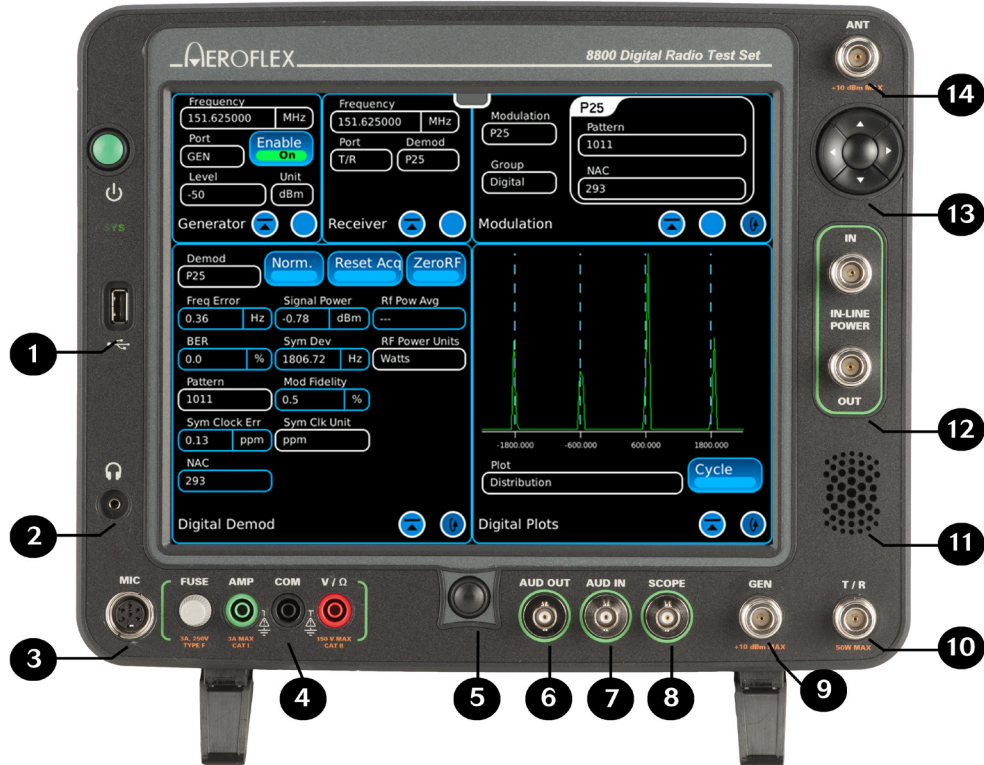 AEROFLEX
8800 Digital Radio Test Set
ANT
+10 dBm MAX
14
Frequency
151.625000 MHz
Port
GEN
Enable
On
Level
-50
Unit
dBm
Generator
Frequency
151.625000 MHz
Port
T/R
Demod
P25
Receiver
Modulation
P25
Group
Digital
P25
Pattern
1011
NAC
293
Modulation
SYS
13
IN
IN-LINE
POWER
OUT
12
Demod
P25
Norm.
Reset Acq
ZeroRF
Freq Error
0.36 Hz
Signal Power
-0.78 dBm
Rf Pow Avg
---
BER
0.0 %
Sym Dev
1806.72 Hz
RF Power Units
Watts
Pattern
1011
Mod Fidelity
0.5 %
Sym Clock Err
0.13 ppm
Sym Clk Unit
ppm
NAC
293
Digital Demod
-1800.000 -600.000 600.000 1800.000
Plot
Distribution
Cycle
Digital Plots
1
2
11
MIC
FUSE
AMP
COM
V / Ω
3A, 250V
TYPE F
3A MAX
CAT I
150 V MAX
CAT II
AUD OUT
AUD IN
SCOPE
GEN
+10 dBm MAX
T / R
50W MAX
3
4
5
6
7
8
9
10